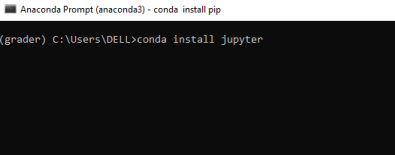 Anaconda Prompt (anaconda3) - conda  install pip
(grader) C:\Users\DELL>conda install jupyter